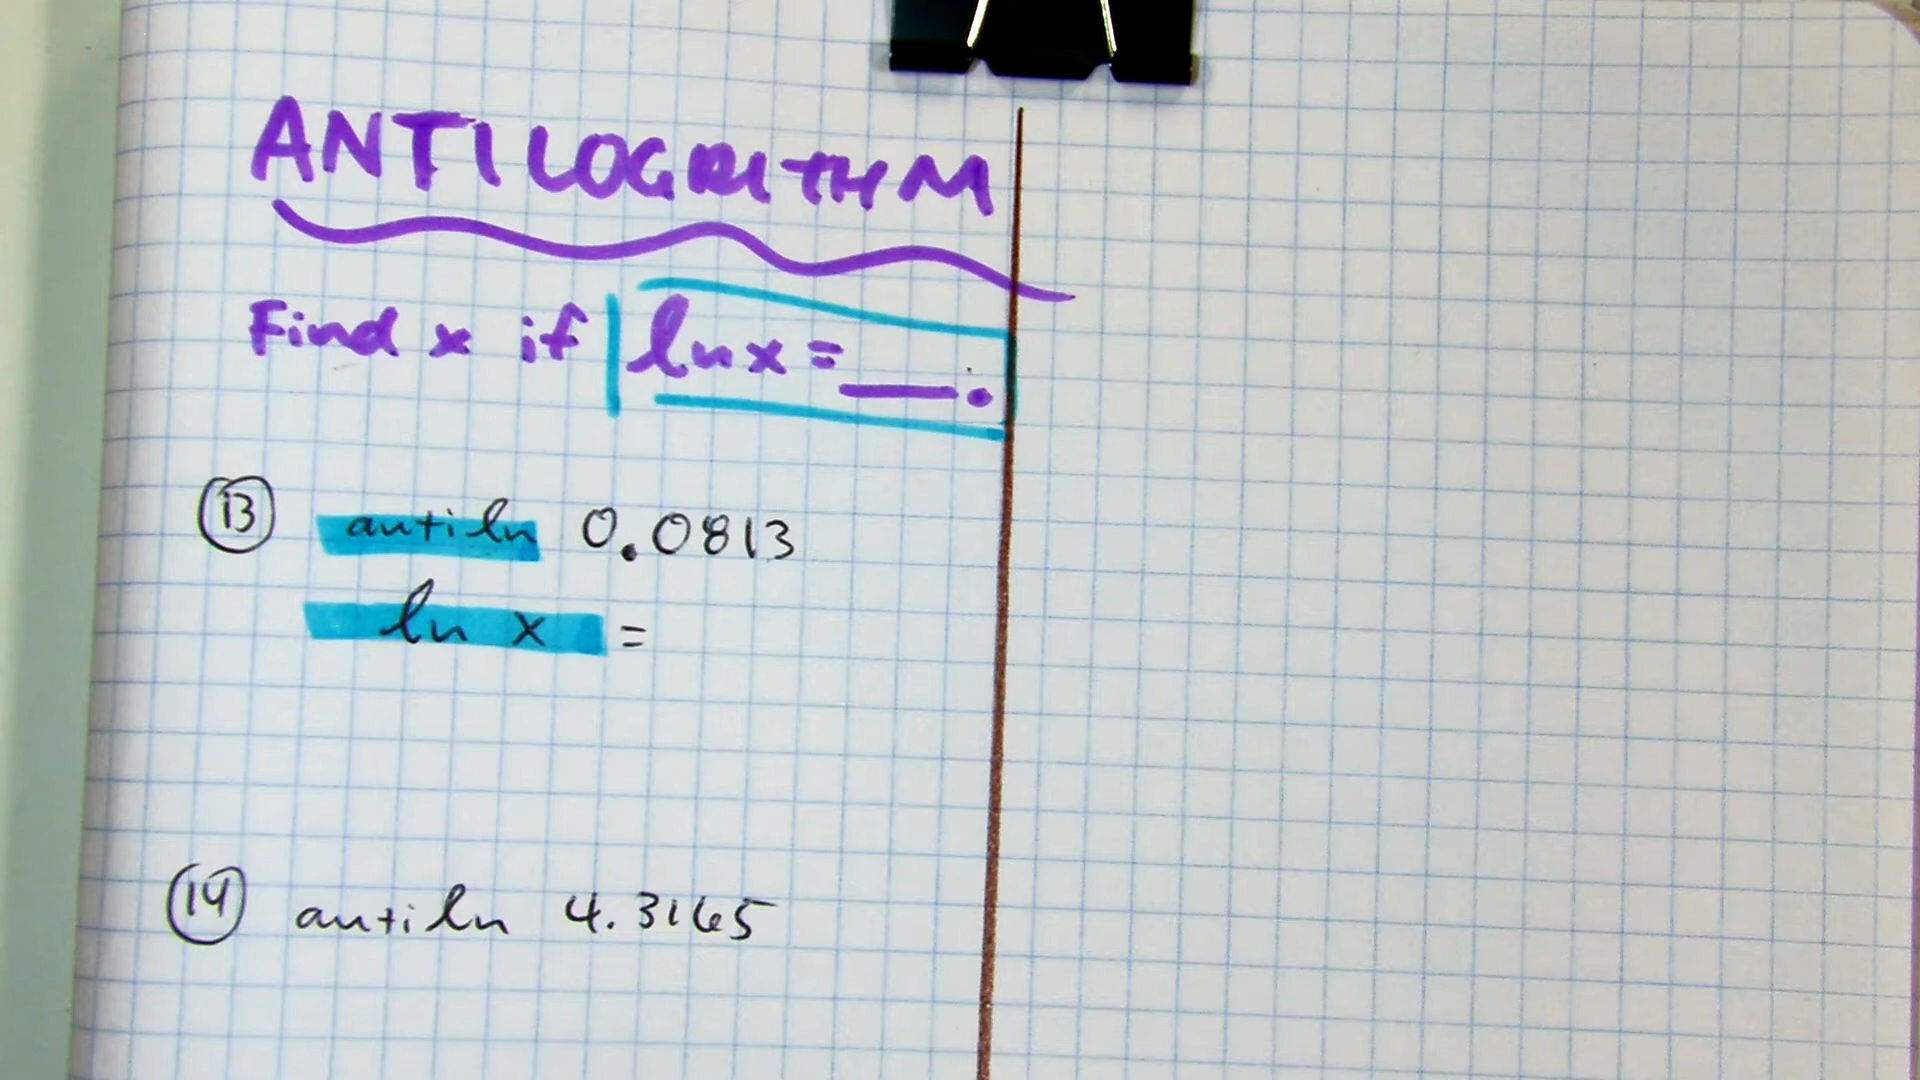 ANTILOGRITHM
Find x if ln x = ___.
13 antiln 0.0813
ln x =
14 antiln 4.3165